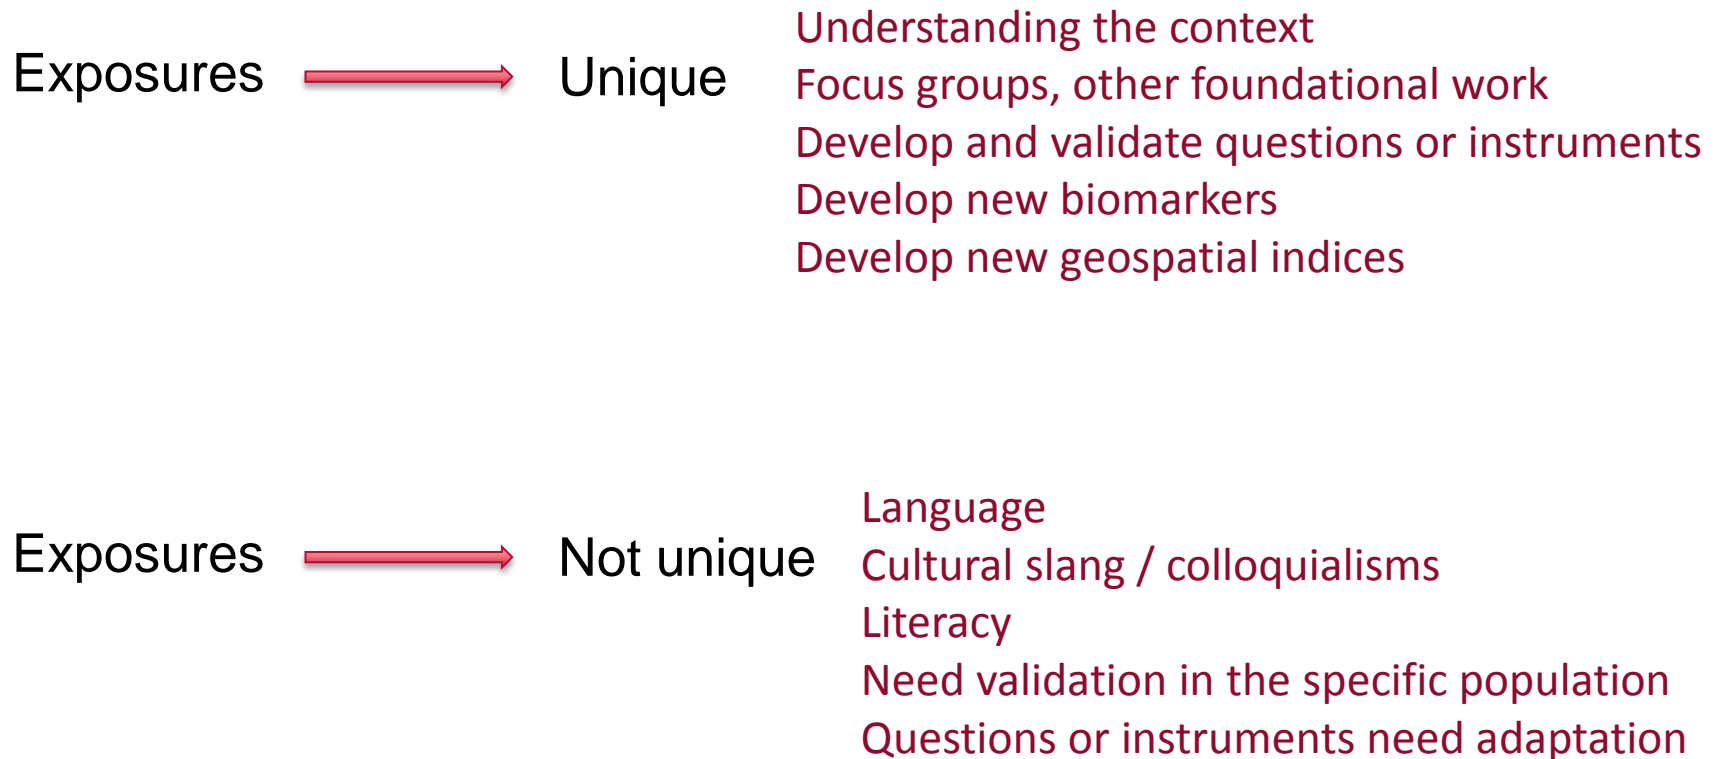 Exposures
Unique
Understanding the context
Focus groups, other foundational work
Develop and validate questions or instruments
Develop new biomarkers
Develop new geospatial indices
Exposures
Not unique
Language
Cultural slang / colloquialisms
Literacy
Need validation in the specific population
Questions or instruments need adaptation